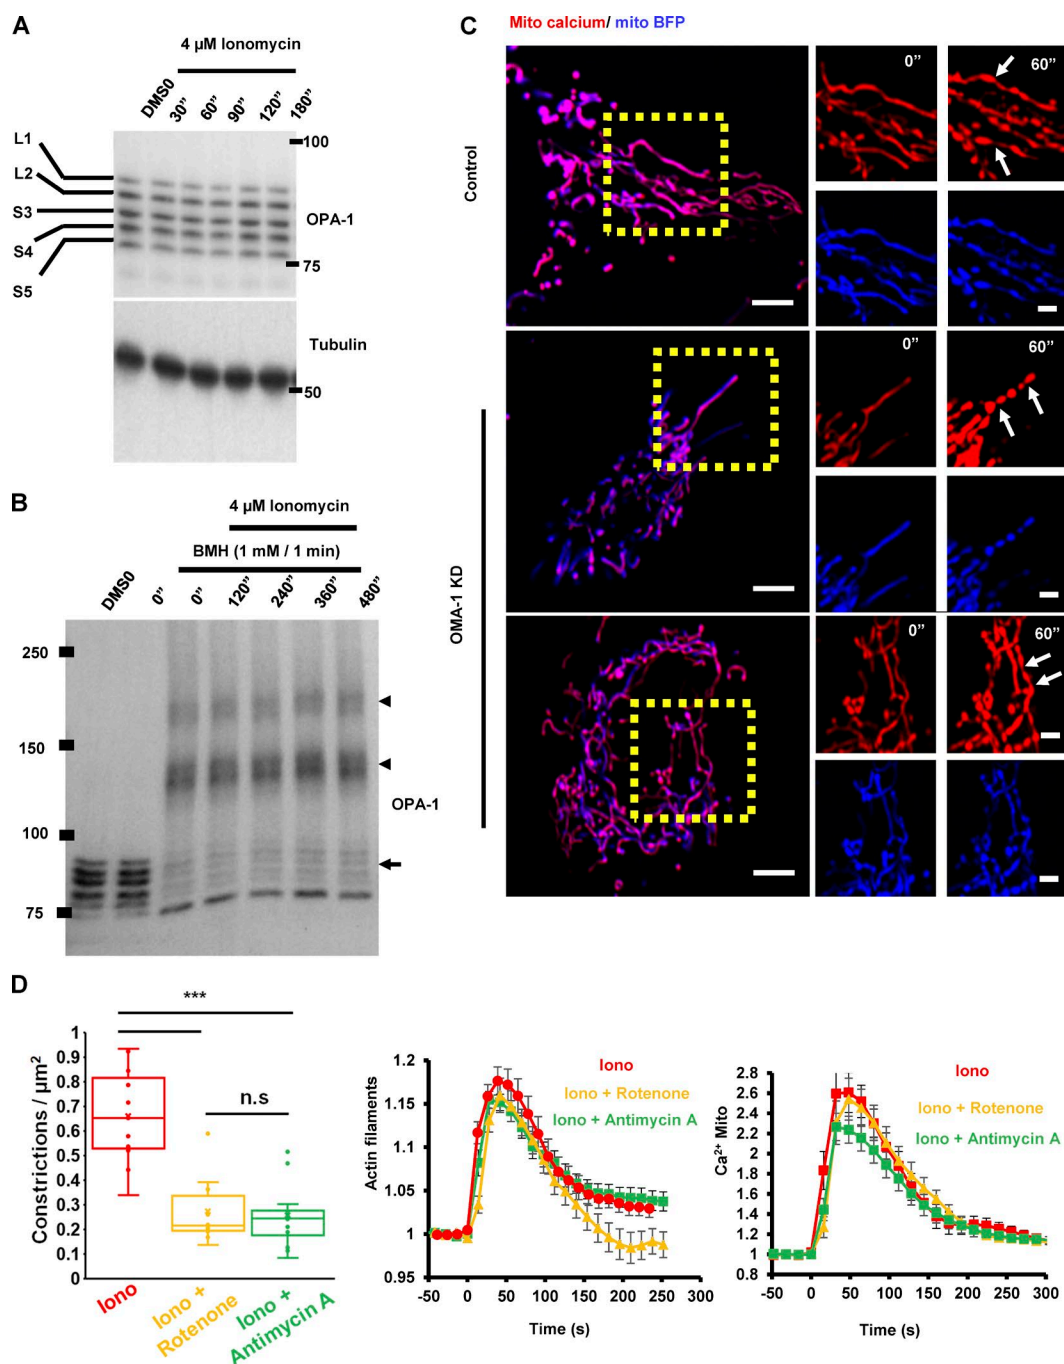 A
4 µM Ionomycin
DMSO 30” 60” 90” 120” 180”
L1
L2
S3
S4
S5
100
OPA-1
75
Tubulin
50
B
4 µM Ionomycin
BMH (1 mM / 1 min)
DMSO 0” 0” 120” 240” 360” 480”
250
150
100
75
OPA-1
C
Mito calcium/ mito BFP
Control
0” 60”
OMA-1 KD
0” 60”
0” 60”
D
***
n.s
Constrictions / µm²
1
0.9
0.8
0.7
0.6
0.5
0.4
0.3
0.2
0.1
0
Iono
Iono + Rotenone
Iono + Antimycin A
Actin filaments
1.2
1.15
1.1
1.05
1
0.95
Iono
Iono + Rotenone
Iono + Antimycin A
-50 0 50 100 150 200 250 300
Time (s)
Ca²⁺ Mito
2.8
2.6
2.4
2.2
2
1.8
1.6
1.4
1.2
1
0.8
Iono
Iono + Rotenone
Iono + Antimycin A
-50 0 50 100 150 200 250 300
Time (s)